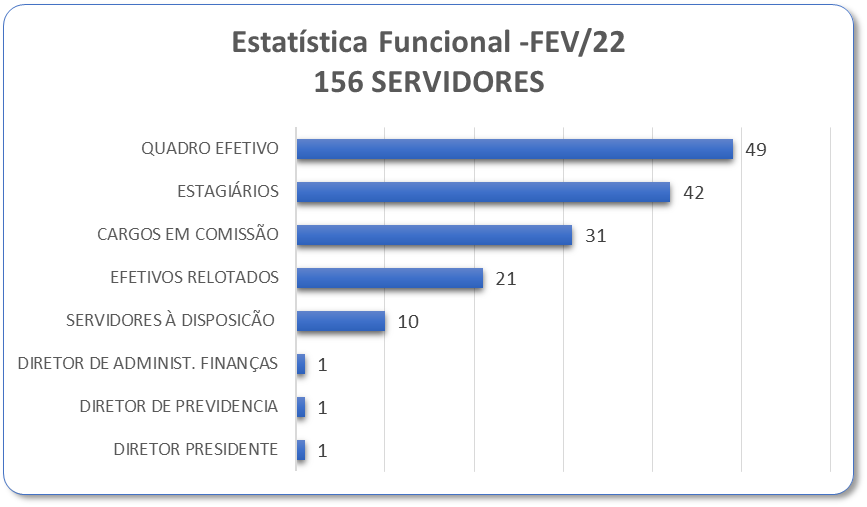 Estatística Funcional -FEV/22
156 SERVIDORES
QUADRO EFETIVO 49
ESTAGIÁRIOS 42
CARGOS EM COMISSÃO 31
EFETIVOS RELOTADOS 21
SERVIDORES À DISPOSICÃO 10
DIRETOR DE ADMINIST. FINANÇAS 1
DIRETOR DE PREVIDENCIA 1
DIRETOR PRESIDENTE 1